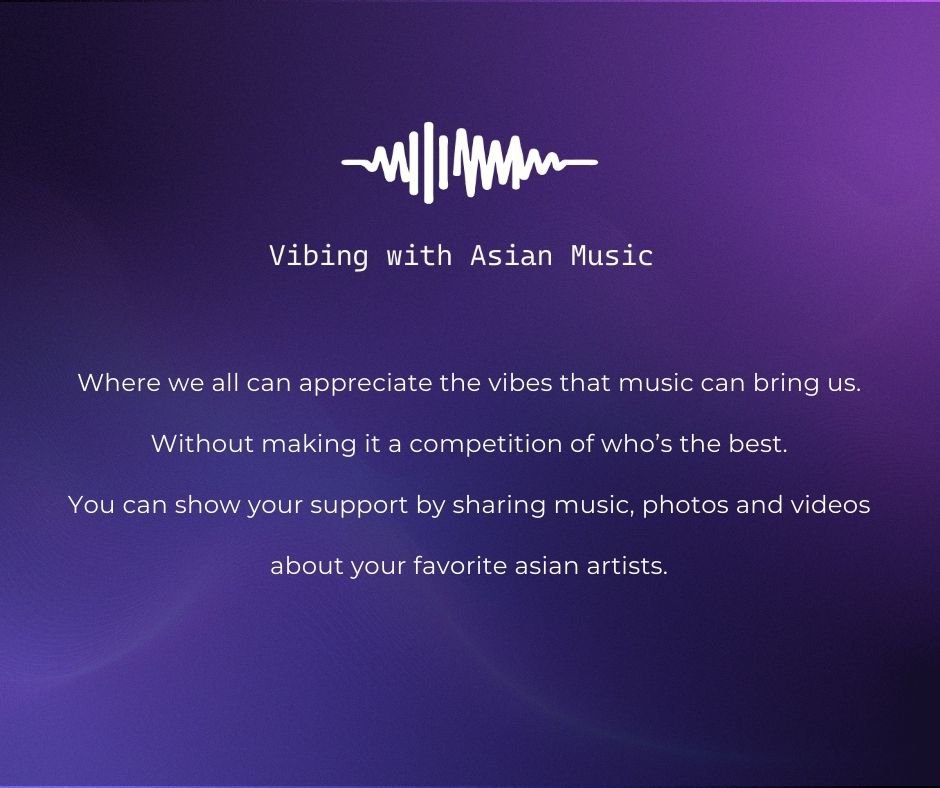 Vibing with Asian Music
Where we all can appreciate the vibes that music can bring us.
Without making it a competition of who’s the best.
You can show your support by sharing music, photos and videos
about your favorite asian artists.